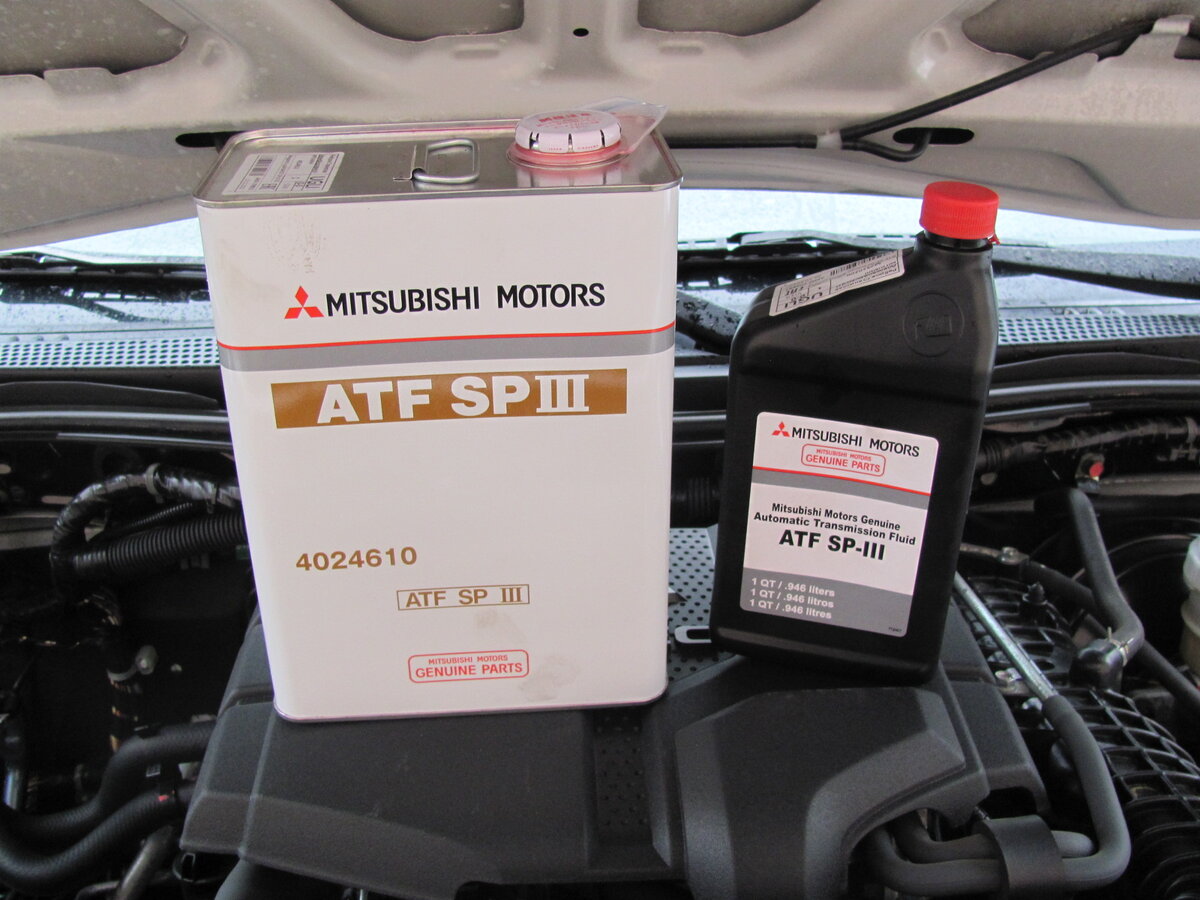 MITSUBISHI MOTORS
ATF SP III
4024610
ATF SP III
MITSUBISHI MOTORS
GENUINE PARTS
MITSUBISHI MOTORS
MITSUBISHI MOTORS
GENUINE PARTS
Mitsubishi Motors Genuine
Automatic Transmission Fluid
ATF SP-III
1 QT / .946 liters
1 QT / .946 litros
1 QT / .946 litres